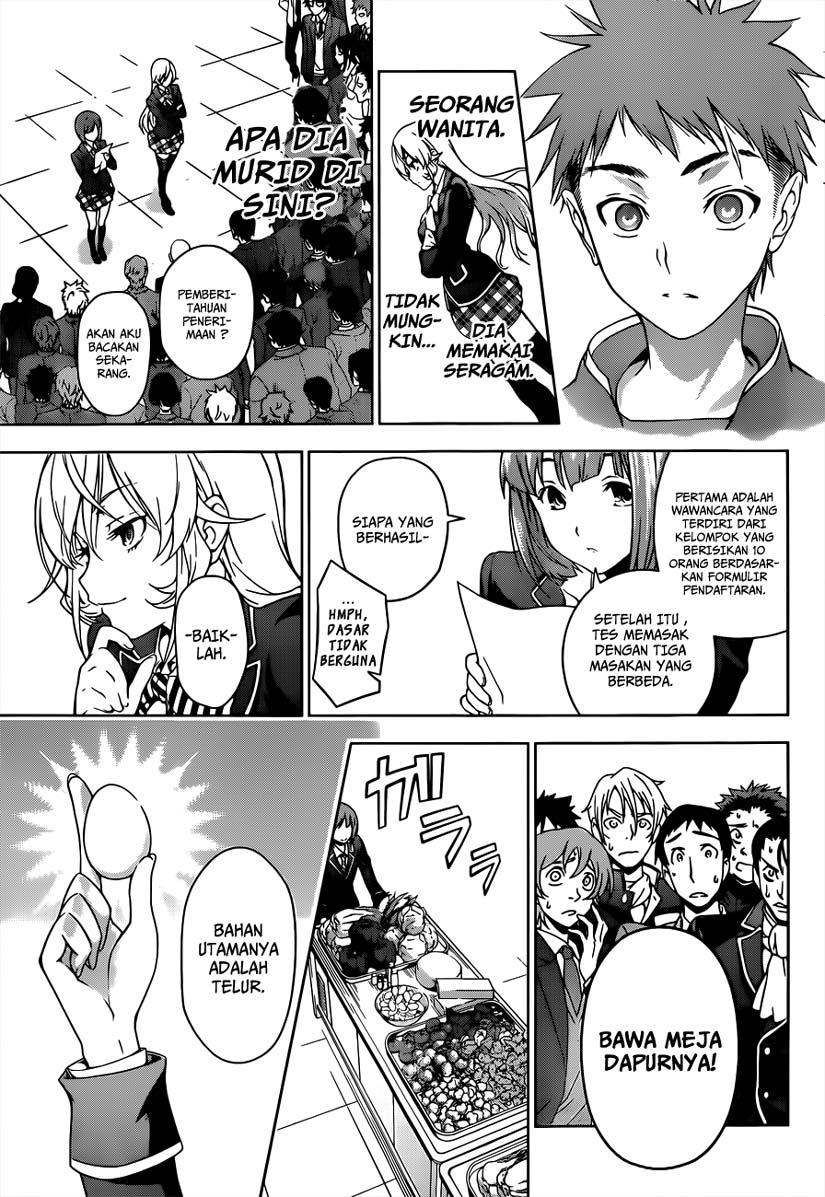 SEORANG
WANITA.
TIDAK
MUNG-
KIN...
DIA
MEMAKAI
SERAGAM.
APA DIA
MURID DI
SINI?
PEMBERI-
TAHUAN
PENERI-
MAAN ?
AKAN AKU
BACAKAN
SEKA-
RANG.
PERTAMA ADALAH
WAWANCARA YANG
TERDIRI DARI
KELOMPOK YANG
BERISIKAN 10
ORANG BERDASAR-
KAN FORMULIR
PENDAFTARAN.
SETELAH ITU ,
TES MEMASAK
DENGAN TIGA
MASAKAN YANG
BERBEDA.
SIAPA YANG
BERHASIL-
...
HMPH,
DASAR
TIDAK
BERGUNA
-BAIK-
LAH.
BAWA MEJA
DAPURNYA!
ガララ
BAHAN
UTAMANYA
ADALAH
TELUR.